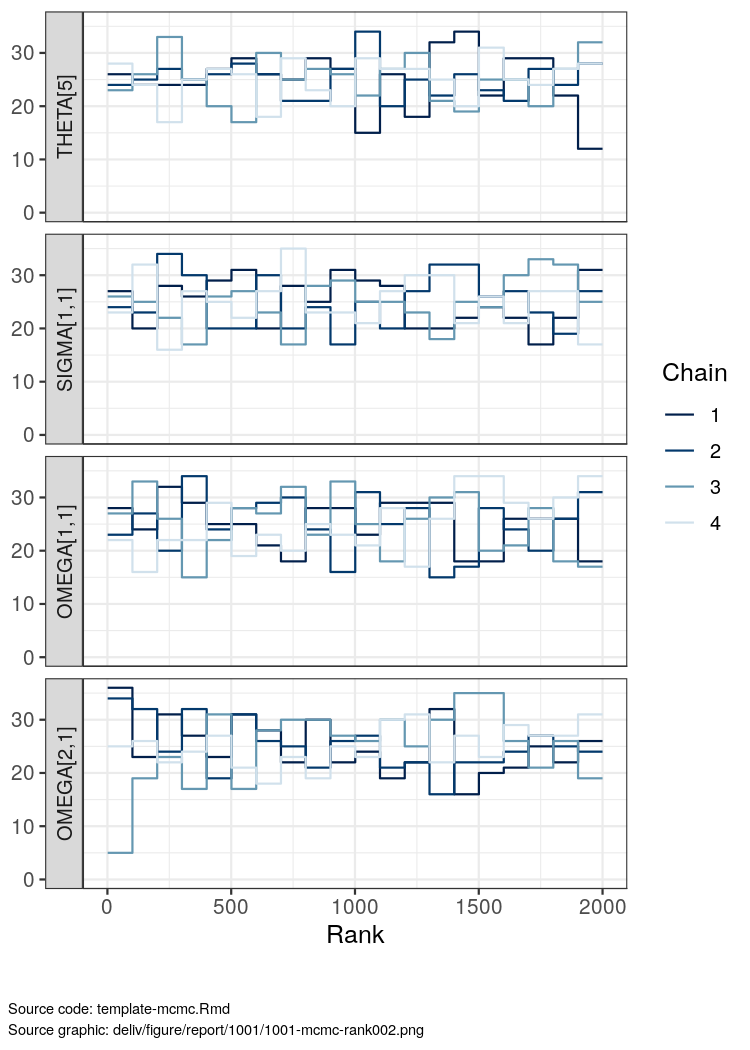 THETA[5]
30
20
10
0
SIGMA[1,1]
30
20
10
0
OMEGA[1,1]
30
20
10
0
OMEGA[2,1]
30
20
10
0
0 500 1000 1500 2000
Rank
Chain
1
2
3
4
Source code: template-mcmc.Rmd
Source graphic: deliv/figure/report/1001/1001-mcmc-rank002.png